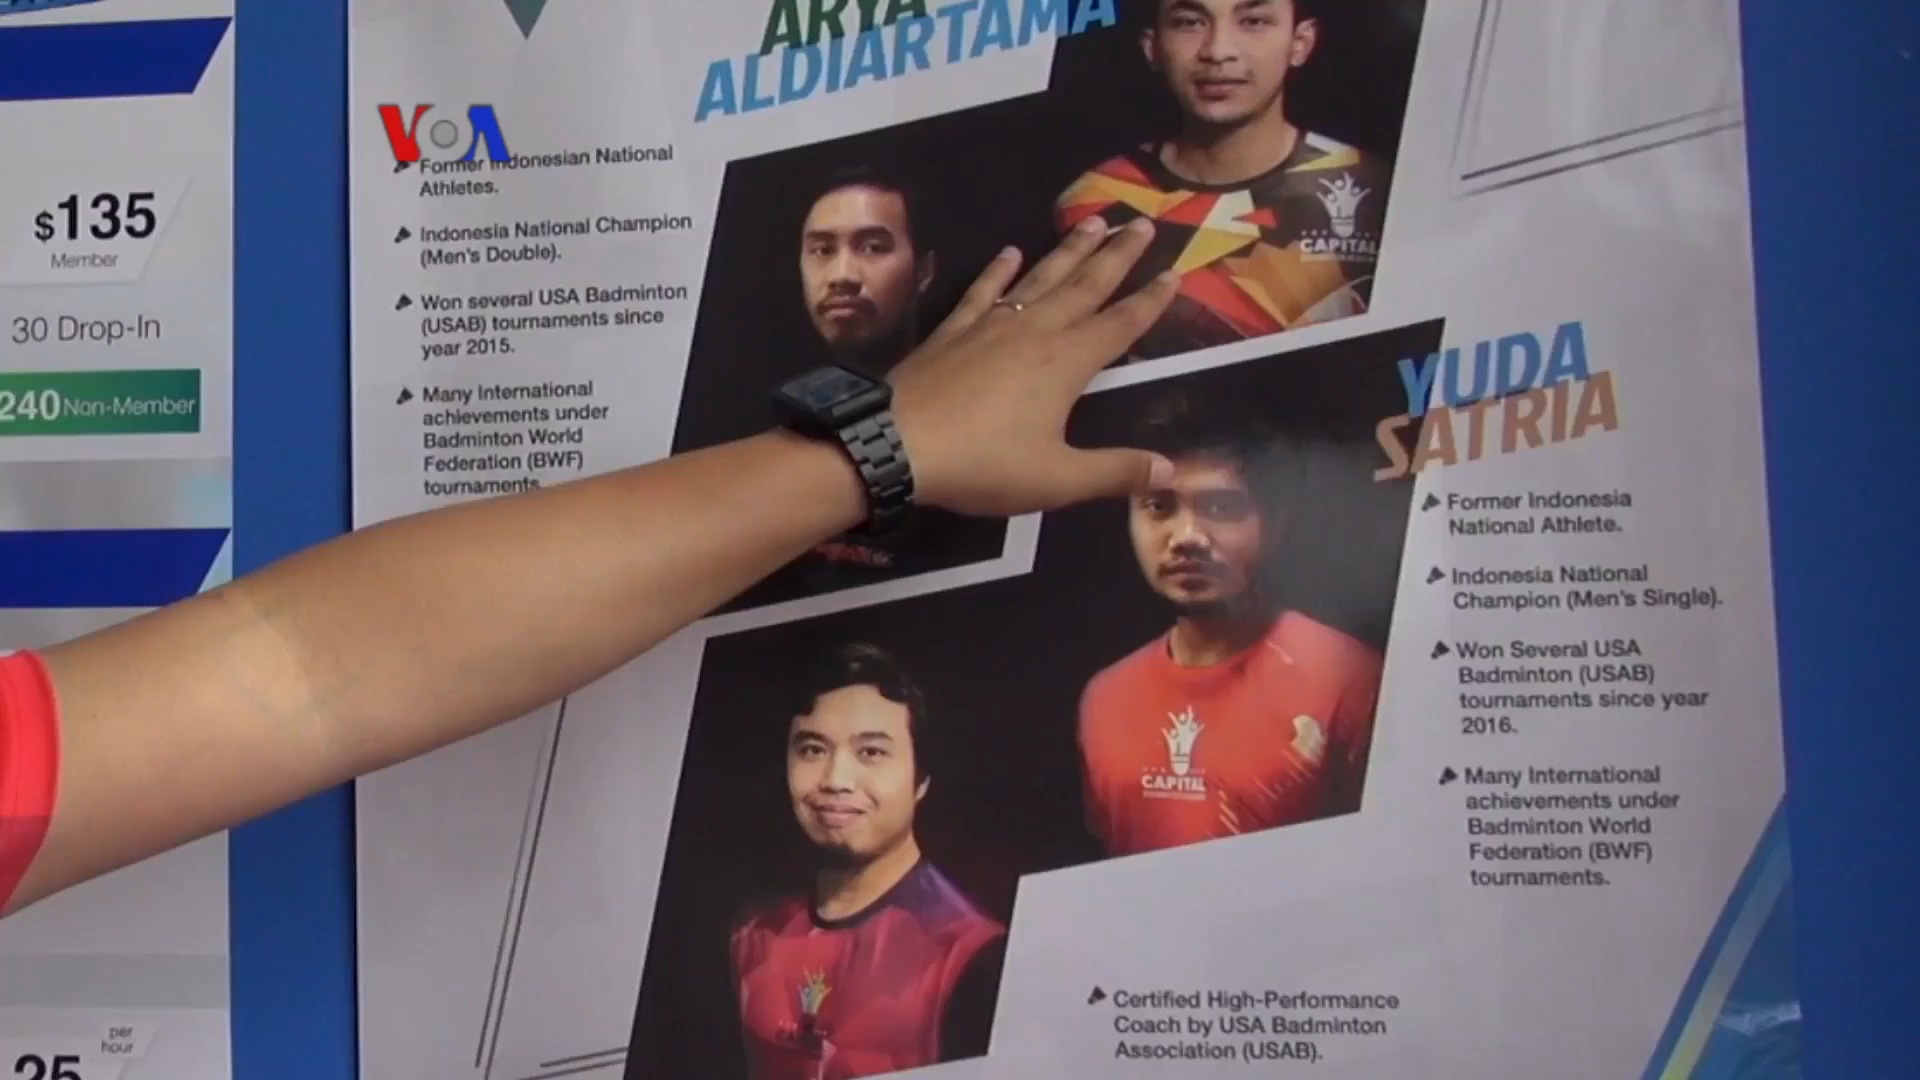 $135
Member
30 Drop-In
240 Non-Member
per
hour
25
VOA
ARYA
ALDIARTAMA
Former Indonesian National
Athletes.
Indonesia National Champion
(Men's Double).
Won several USA Badminton
(USAB) tournaments since
year 2015.
Many International
achievements under
Badminton World
Federation (BWF)
tournaments
CAPITAL
YUDA
SATRIA
Former Indonesia
National Athlete.
Indonesia National
Champion (Men's Single).
Won Several USA
Badminton (USAB)
tournaments since year
2016.
Many International
achievements under
Badminton World
Federation (BWF)
tournaments.
CAPITAL
Certified High-Performance
Coach by USA Badminton
Association (USAB).